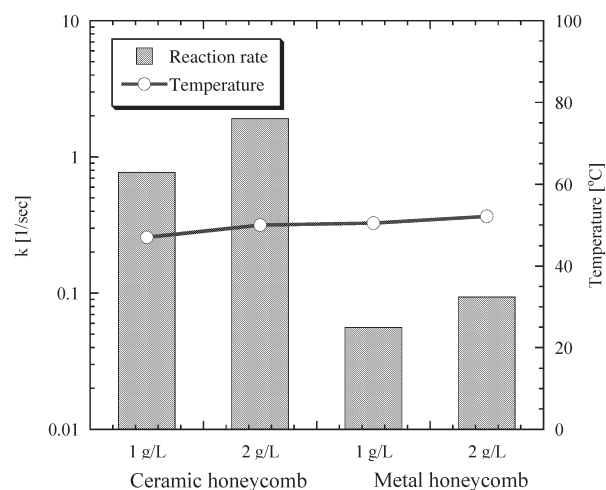 10
1
0.1
0.01
k [1/sec]
Reaction rate
Temperature
100
80
60
40
20
0
Temperature [°C]
1 g/L 2 g/L 1 g/L 2 g/L
Ceramic honeycomb Metal honeycomb